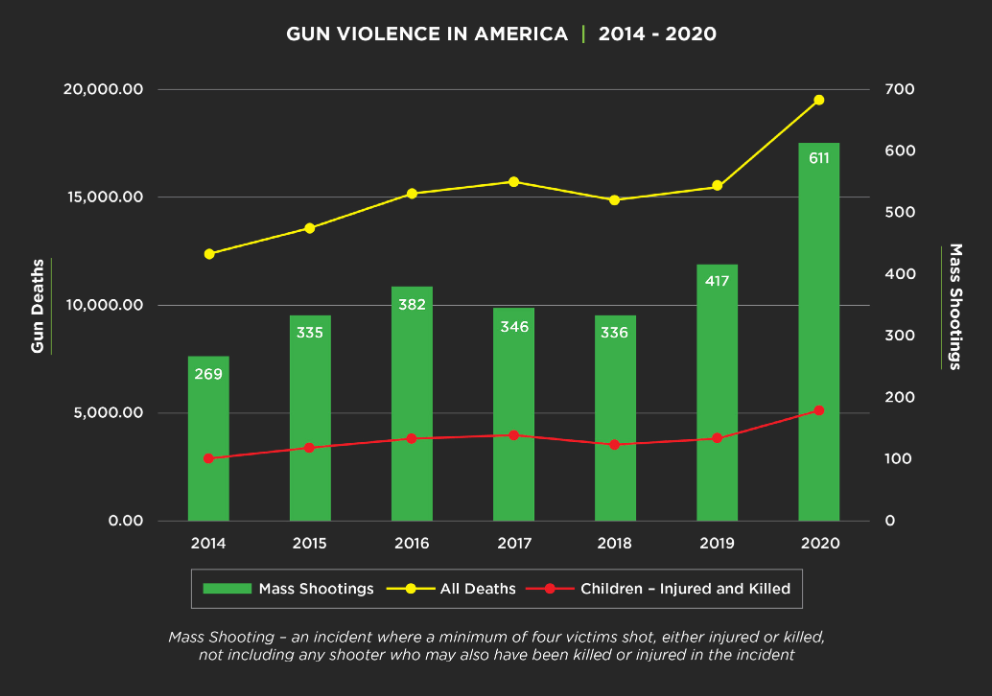 GUN VIOLENCE IN AMERICA | 2014 - 2020
20,000.00
15,000.00
10,000.00
5,000.00
0.00
Gun Deaths
700
600
500
400
300
200
100
0
Mass Shootings
269
335
382
346
336
417
611
2014 2015 2016 2017 2018 2019 2020
Mass Shootings All Deaths Children – Injured and Killed
Mass Shooting – an incident where a minimum of four victims shot, either injured or killed,
not including any shooter who may also have been killed or injured in the incident